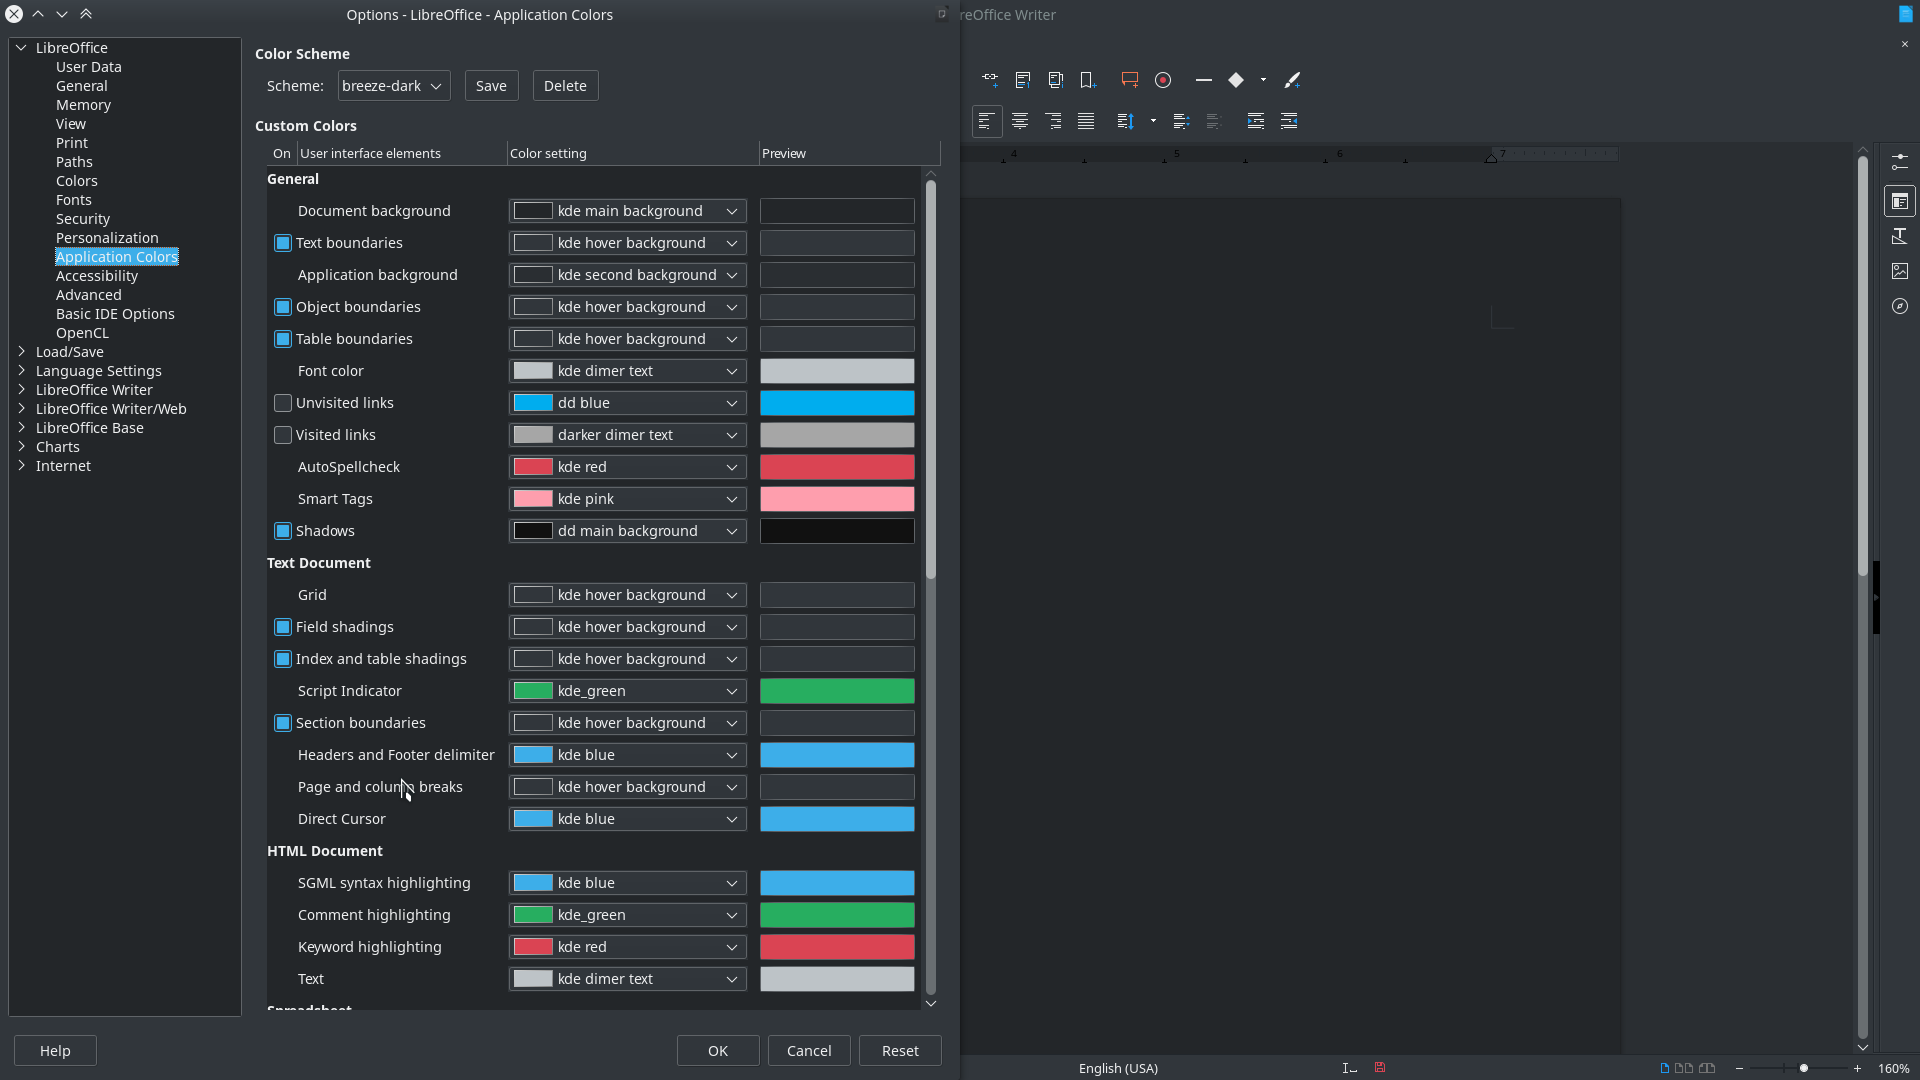 Options - LibreOffice - Application Colors
reOffice Writer
LibreOffice
User Data
General
Memory
View
Print
Paths
Colors
Fonts
Security
Personalization
Application Colors
Accessibility
Advanced
Basic IDE Options
OpenCL
Load/Save
Language Settings
LibreOffice Writer
LibreOffice Writer/Web
LibreOffice Base
Charts
Internet
Color Scheme
Scheme: breeze-dark Save Delete
Custom Colors
On User interface elements Color setting Preview
General
Document background kde main background
Text boundaries kde hover background
Application background kde second background
Object boundaries kde hover background
Table boundaries kde hover background
Font color kde dimer text
Unvisited links dd blue
Visited links darker dimer text
AutoSpellcheck kde red
Smart Tags kde pink
Shadows dd main background
Text Document
Grid kde hover background
Field shadings kde hover background
Index and table shadings kde hover background
Script Indicator kde_green
Section boundaries kde hover background
Headers and Footer delimiter kde blue
Page and column breaks kde hover background
Direct Cursor kde blue
HTML Document
SGML syntax highlighting kde blue
Comment highlighting kde_green
Keyword highlighting kde red
Text kde dimer text
Spreadsheet
Help OK Cancel Reset
4 5 6 7
English (USA) 160%